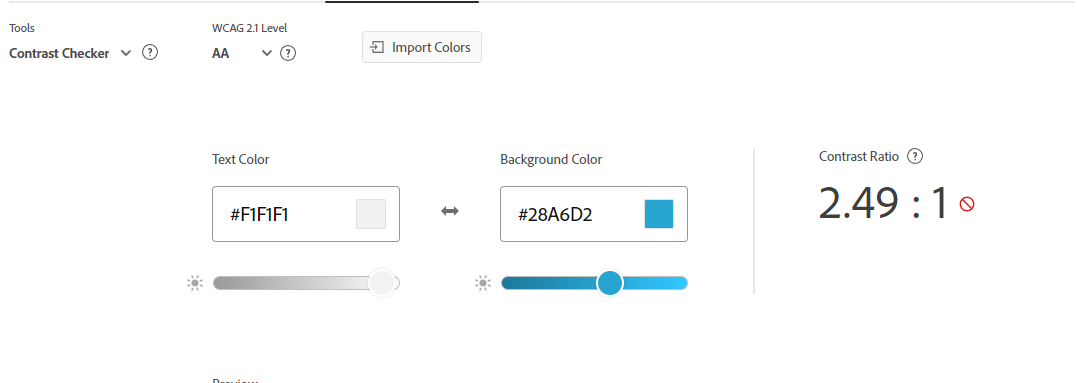 Tools
WCAG 2.1 Level
Contrast Checker
?
AA
?
Import Colors
Text Color
Background Color
Contrast Ratio
?
#F1F1F1
#28A6D2
2.49 : 1
Preview